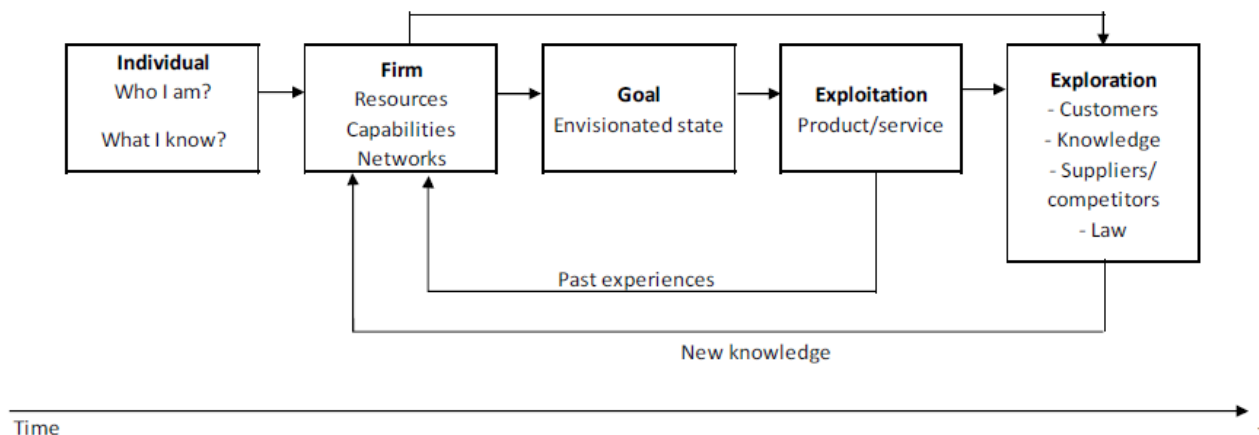 Individual
Who I am?
What I know?
Firm
Resources
Capabilities
Networks
Goal
Envisionated state
Exploitation
Product/service
Exploration
- Customers
- Knowledge
- Suppliers/
competitors
- Law
Past experiences
New knowledge
Time